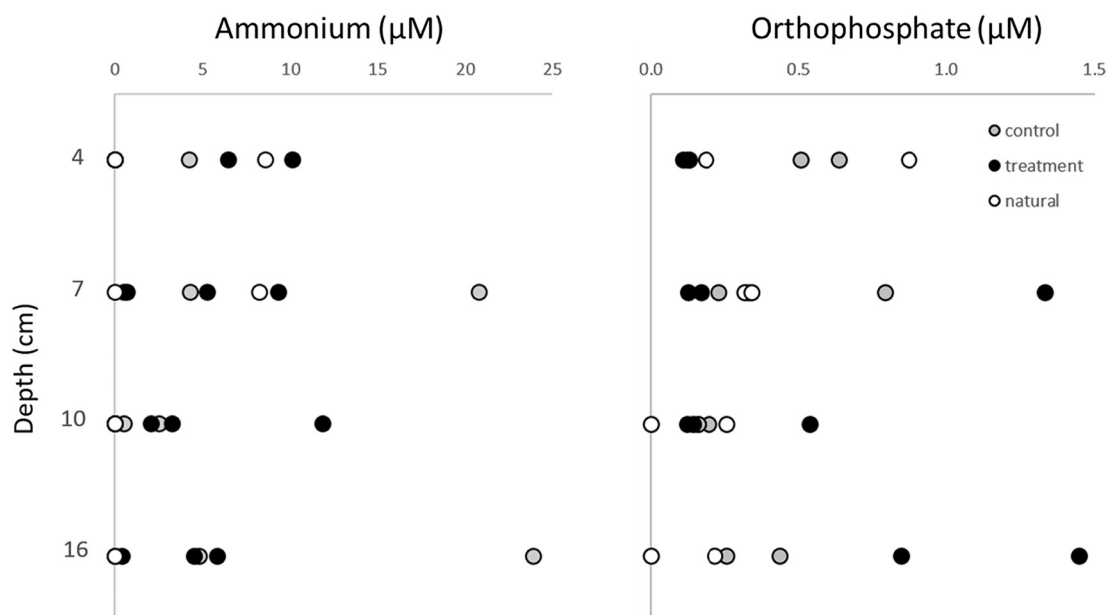 Ammonium (µM)
0 5 10 15 20 25
Orthophosphate (µM)
0.0 0.5 1.0 1.5
control
treatment
natural
Depth (cm)
4
7
10
16